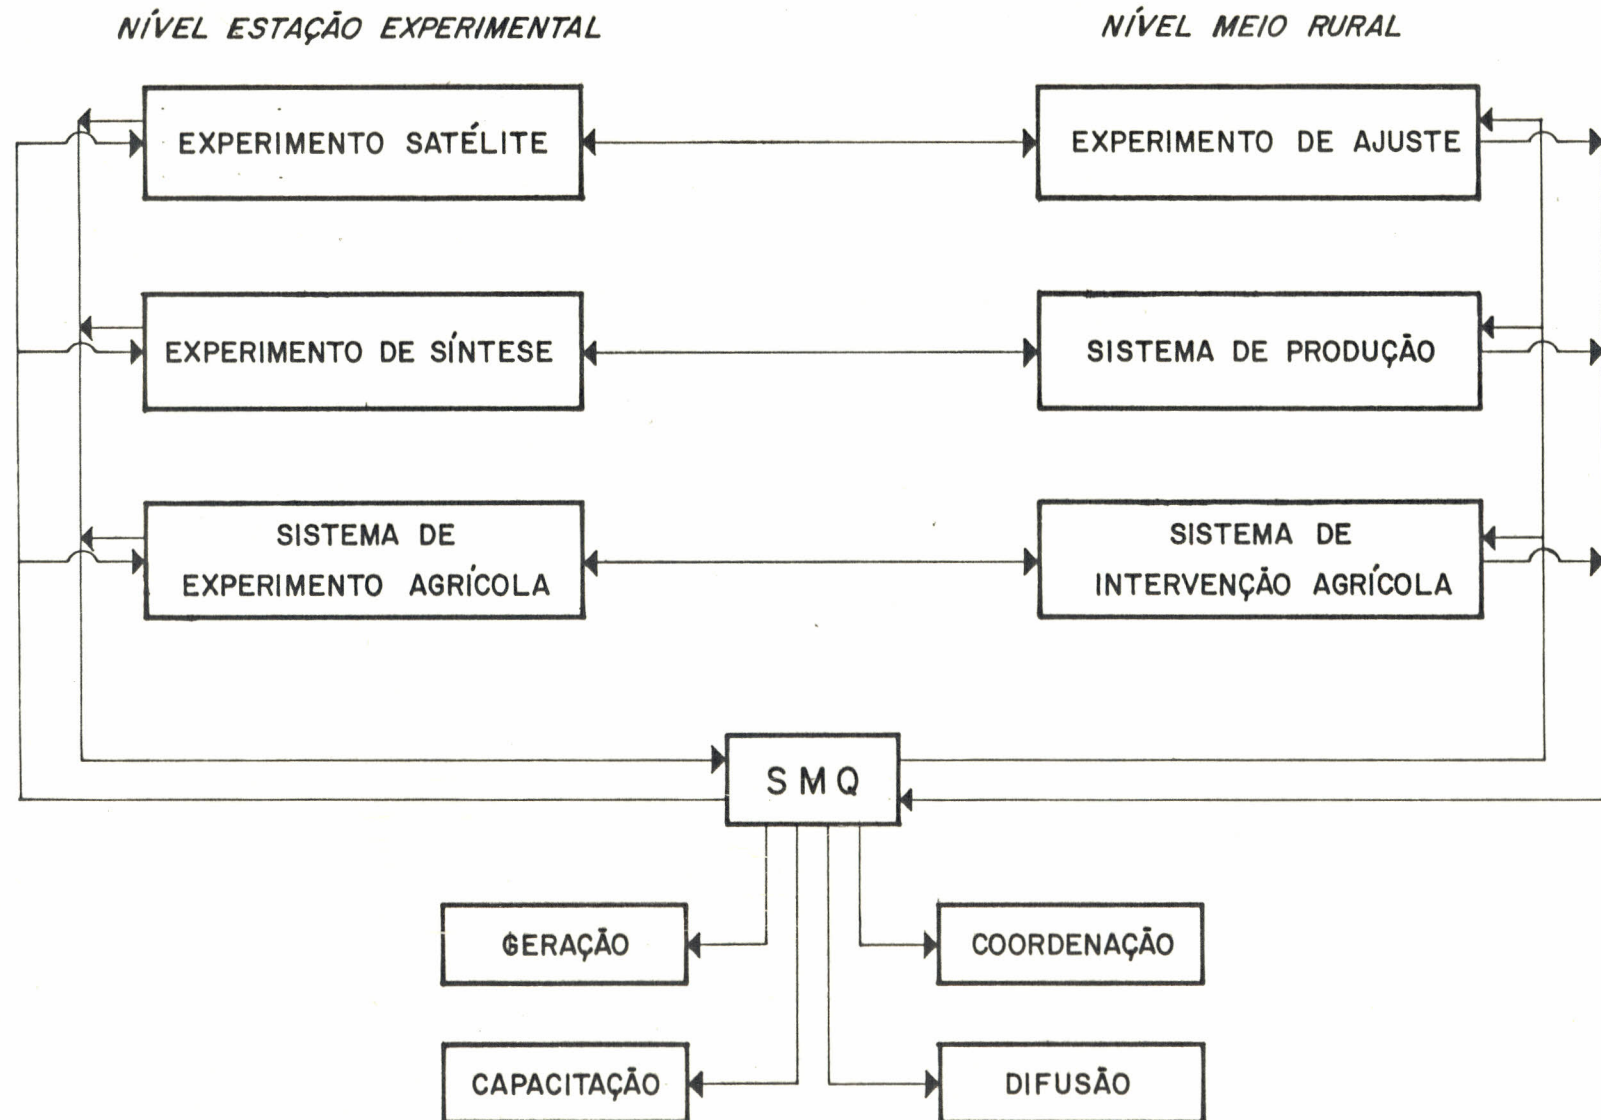 NÍVEL ESTAÇÃO EXPERIMENTAL
NÍVEL MEIO RURAL
EXPERIMENTO SATÉLITE
EXPERIMENTO DE AJUSTE
EXPERIMENTO DE SÍNTESE
SISTEMA DE PRODUÇÃO
SISTEMA DE
EXPERIMENTO AGRÍCOLA
SISTEMA DE
INTERVENÇÃO AGRÍCOLA
SMQ
GERAÇÃO
COORDENAÇÃO
CAPACITAÇÃO
DIFUSÃO